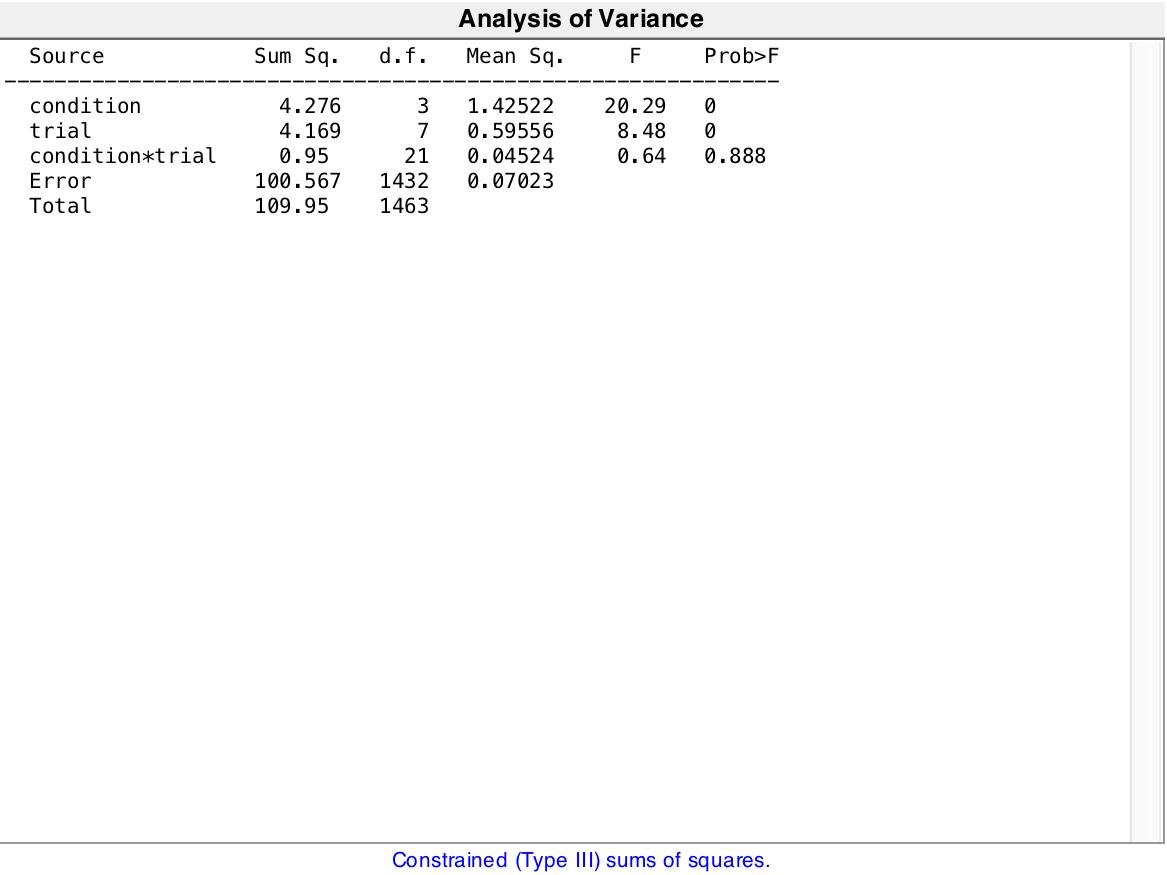 Analysis of Variance
Source Sum Sq. d.f. Mean Sq. F Prob>F
condition 4.276 3 1.42522 20.29 0
trial 4.169 7 0.59556 8.48 0
condition*trial 0.95 21 0.04524 0.64 0.888
Error 100.567 1432 0.07023
Total 109.95 1463
Constrained (Type III) sums of squares.